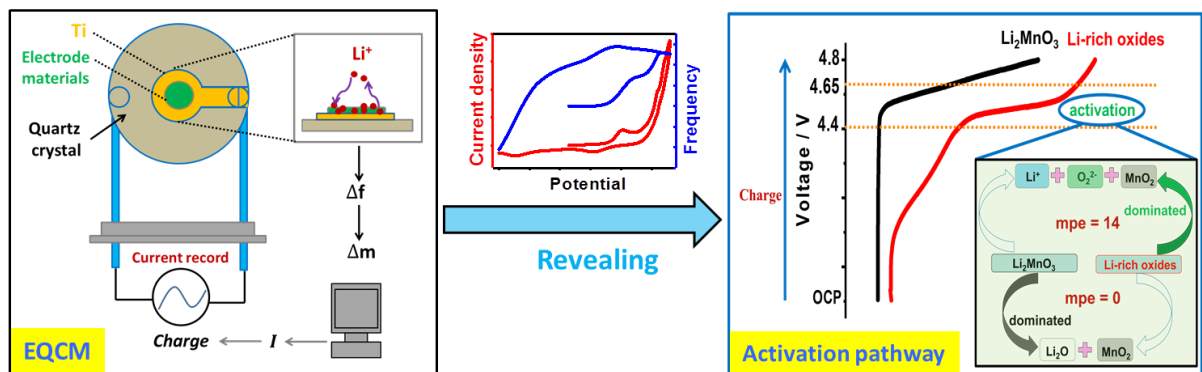 Ti
Electrode
materials
Quartz
crystal
Li⁺
Δf
Δm
Current record
Charge
I
EQCM
Current density
Frequency
Potential
Revealing
Li₂MnO₃
Li-rich oxides
4.8
4.65
4.4
OCP
Voltage / V
Charge
activation
Li⁺ + O₂²⁻ + MnO₂
dominated
mpe = 14
Li₂MnO₃
Li-rich oxides
mpe = 0
dominated
Li₂O + MnO₂
Activation pathway